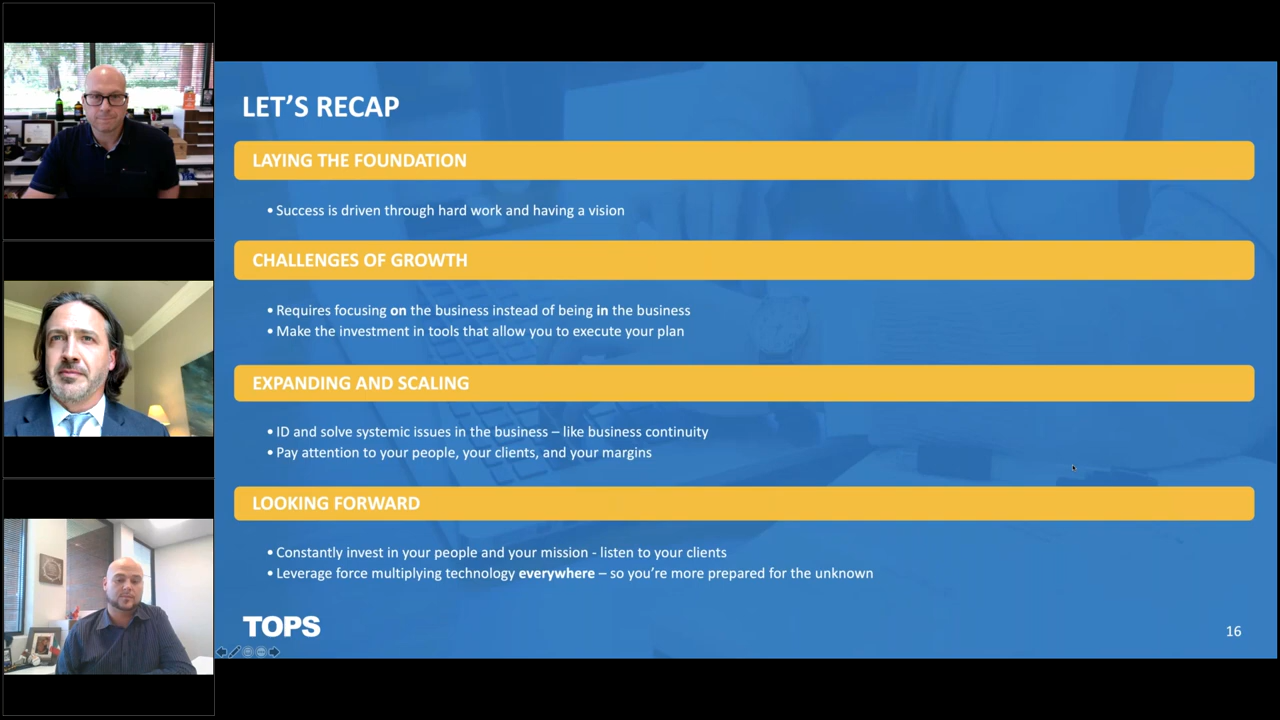 LET’S RECAP
LAYING THE FOUNDATION
• Success is driven through hard work and having a vision
CHALLENGES OF GROWTH
• Requires focusing on the business instead of being in the business
• Make the investment in tools that allow you to execute your plan
EXPANDING AND SCALING
• ID and solve systemic issues in the business – like business continuity
• Pay attention to your people, your clients, and your margins
LOOKING FORWARD
• Constantly invest in your people and your mission - listen to your clients
• Leverage force multiplying technology everywhere – so you’re more prepared for the unknown
TOPS
16